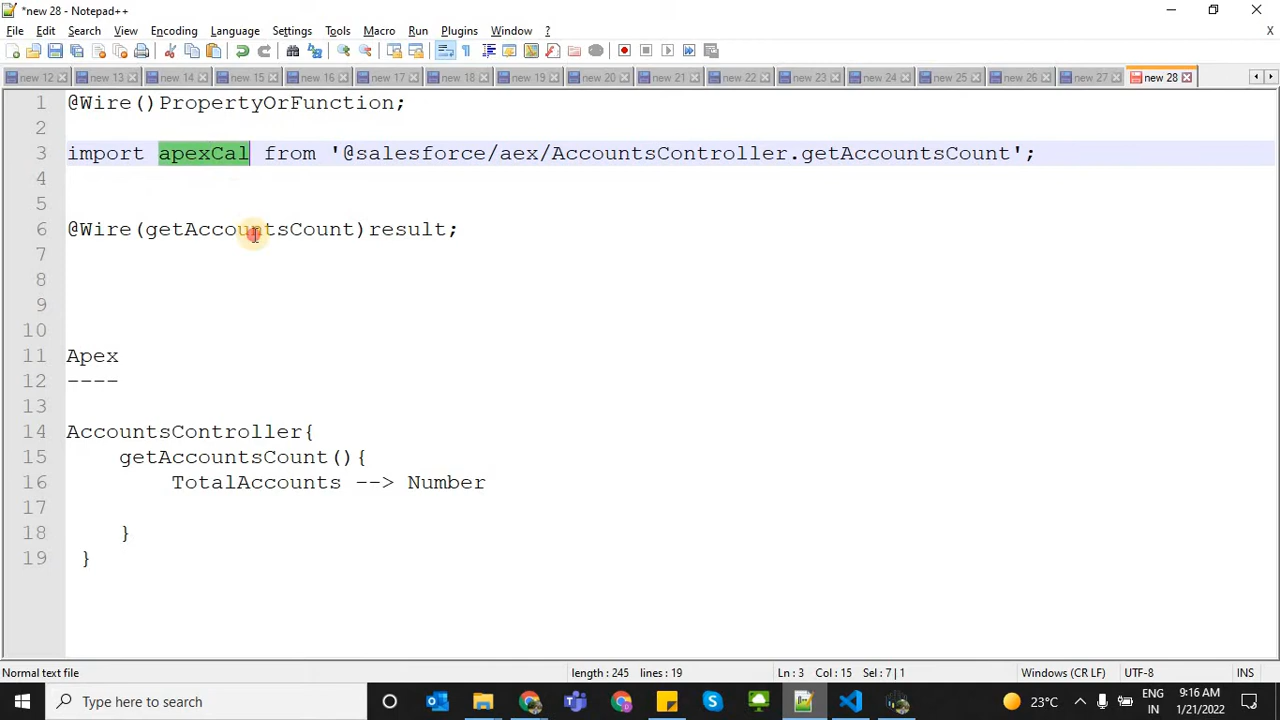 *new 28 - Notepad++
File Edit Search View Encoding Language Settings Tools Macro Run Plugins Window ?
X
new 12 new 13 new 14 new 15 new 16 new 17 new 18 new 19 new 20 new 21 new 22 new 23 new 24 new 25 new 26 new 27 new 28
1 @Wire()PropertyOrFunction;
2
3 import apexCal from '@salesforce/aex/AccountsController.getAccountsCount';
4
5
6 @Wire(getAccountsCount)result;
7
8
9
10
11 Apex
12 ----
13
14 AccountsController{
15 getAccountsCount(){
16 TotalAccounts --> Number
17
18 }
19 }
Normal text file length : 245 lines : 19 Ln : 3 Col : 15 Sel : 7 | 1 Windows (CR LF) UTF-8 INS
Type here to search 23°C ENG 9:16 AM
IN 1/21/2022